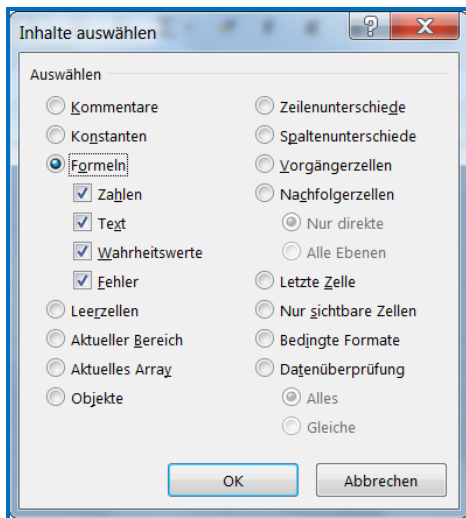 Inhalte auswählen
Auswählen
Kommentare
Konstanten
Formeln
Zahlen
Text
Wahrheitswerte
Fehler
Leerzellen
Aktueller Bereich
Aktuelles Array
Objekte
Zeilenunterschiede
Spaltenunterschiede
Vorgängerzellen
Nachfolgerzellen
Nur direkte
Alle Ebenen
Letzte Zelle
Nur sichtbare Zellen
Bedingte Formate
Datenüberprüfung
Alles
Gleiche
OK
Abbrechen